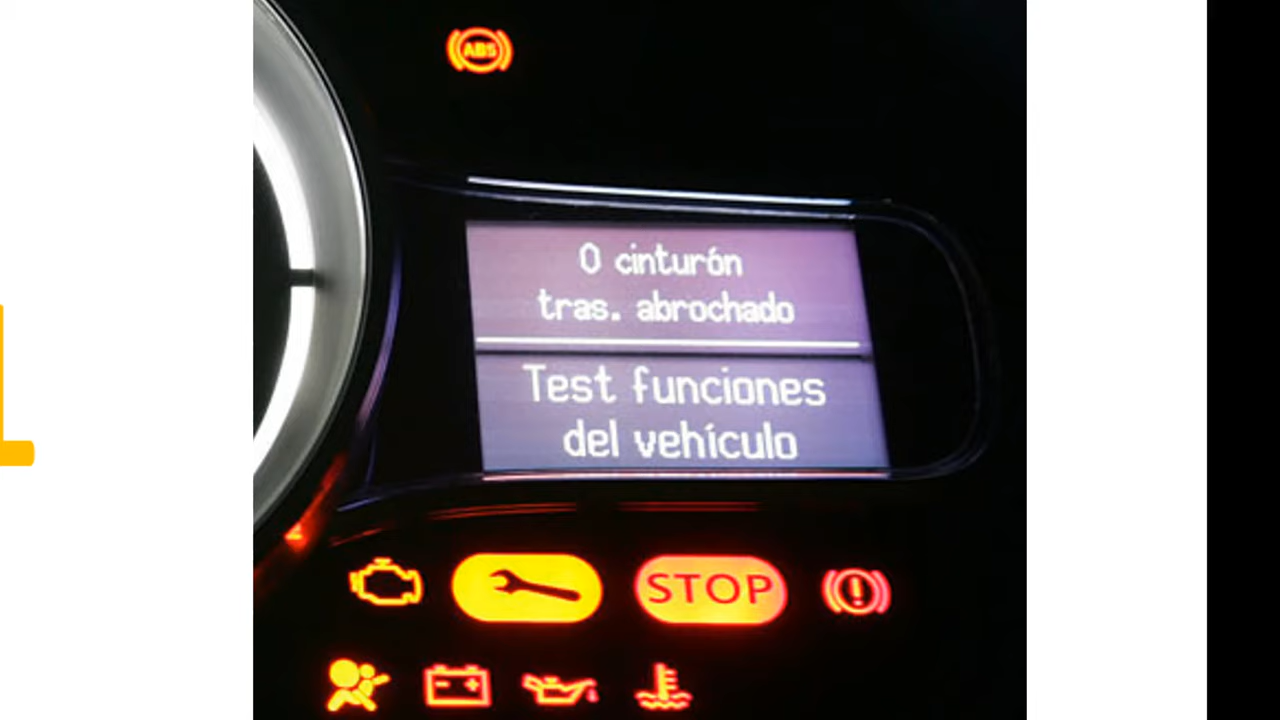 ABS
0 cinturón
tras. abrochado
Test funciones
del vehículo
STOP